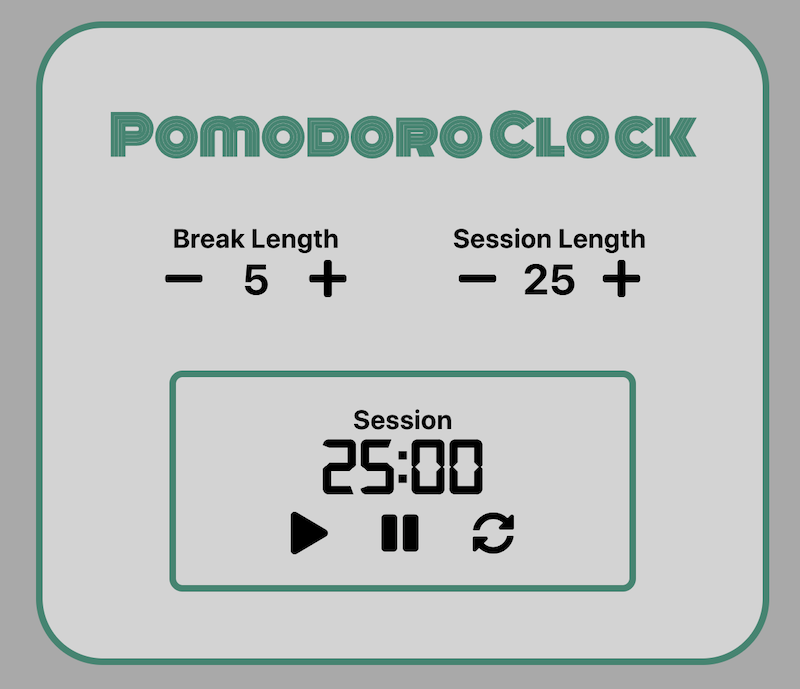 Pomodoro Clock
Break Length
Session Length
5
25
Session
25:00